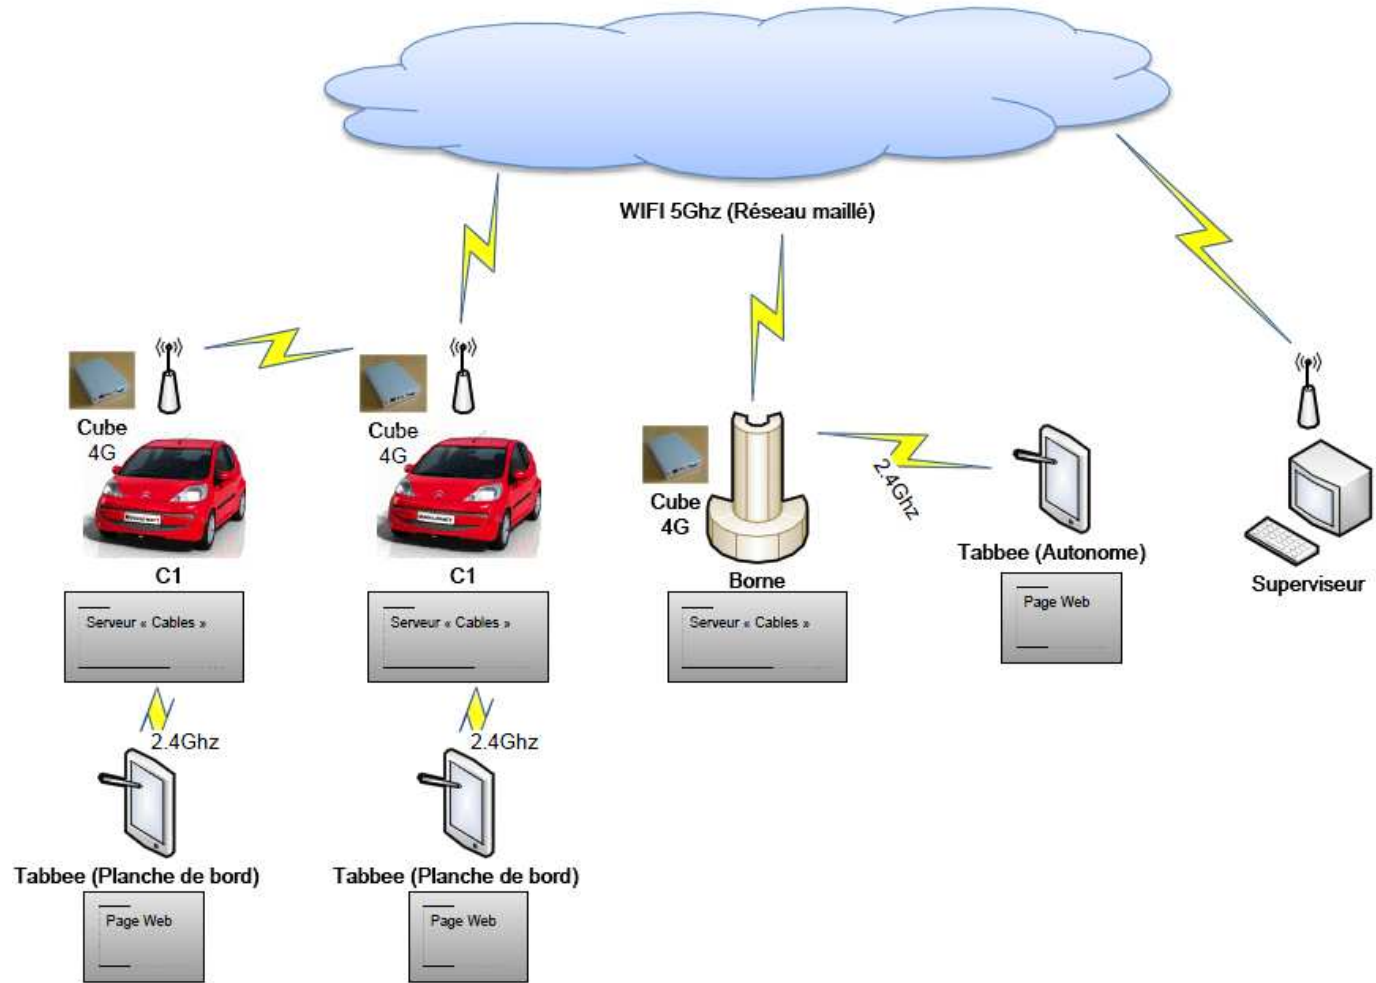 WIFI 5Ghz (Réseau maillé)
Cube
4G
Cube
4G
Cube
4G
2.4Ghz
C1
C1
Borne
Tabbee (Autonome)
Superviseur
Serveur « Cables »
Serveur « Cables »
Serveur « Cables »
Page Web
2.4Ghz
2.4Ghz
Tabbee (Planche de bord)
Tabbee (Planche de bord)
Page Web
Page Web